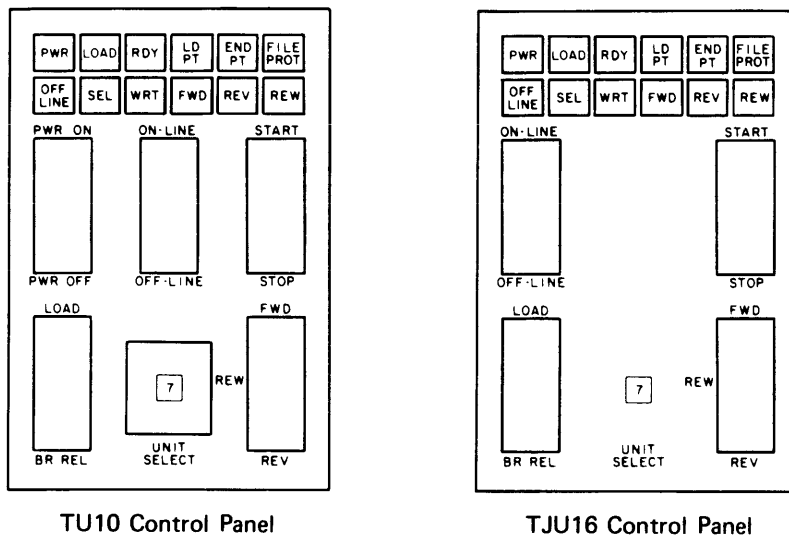 PWR LOAD RDY LD PT END PT FILE PROT
OFF LINE SEL WRT FWD REV REW
PWR ON ON-LINE START
PWR OFF OFF-LINE STOP
LOAD FWD
7 REW
UNIT SELECT
BR REL REV
TU10 Control Panel
PWR LOAD RDY LD PT END PT FILE PROT
OFF LINE SEL WRT FWD REV REW
ON-LINE START
OFF-LINE STOP
LOAD FWD
7 REW
UNIT SELECT
BR REL REV
TJU16 Control Panel